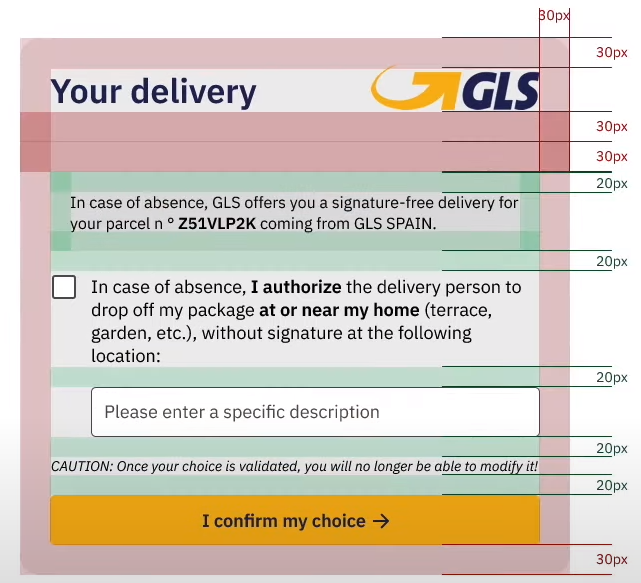 30px
30px
Your delivery
GLS
30px
30px
20px
In case of absence, GLS offers you a signature-free delivery for
your parcel n ° Z51VLP2K coming from GLS SPAIN.
20px
In case of absence, I authorize the delivery person to
drop off my package at or near my home (terrace,
garden, etc.), without signature at the following
location:
20px
Please enter a specific description
20px
CAUTION: Once your choice is validated, you will no longer be able to modify it!
20px
I confirm my choice →
30px